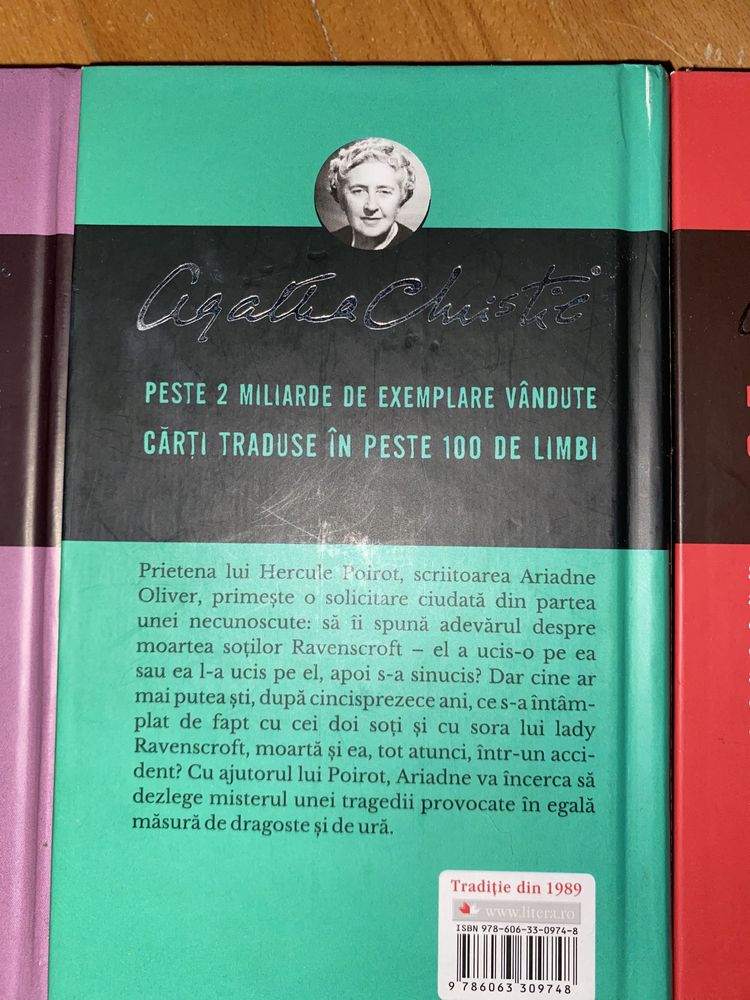 Agatha Christie®
PESTE 2 MILIARDE DE EXEMPLARE VÂNDUTE
CĂRȚI TRADUSE ÎN PESTE 100 DE LIMBI
Prietena lui Hercule Poirot, scriitoarea Ariadne
Oliver, primește o solicitare ciudată din partea
unei necunoscute: să îi spună adevărul despre
moartea soților Ravenscroft – el a ucis-o pe ea
sau ea l-a ucis pe el, apoi s-a sinucis? Dar cine ar
mai putea ști, după cincisprezece ani, ce s-a întâm-
plat de fapt cu cei doi soți și cu sora lui lady
Ravenscroft, moartă și ea, tot atunci, într-un acci-
dent? Cu ajutorul lui Poirot, Ariadne va încerca să
dezlege misterul unei tragedii provocate în egală
măsură de dragoste și de ură.
Tradiție din 1989
www.litera.ro
ISBN 978-606-33-0974-8
9 786063 309748